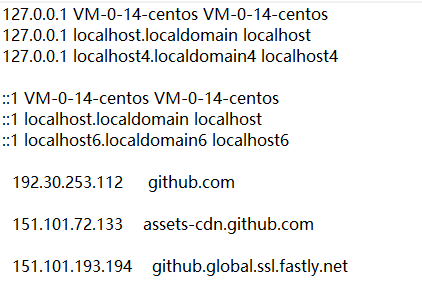 127.0.0.1 VM-0-14-centos VM-0-14-centos
127.0.0.1 localhost.localdomain localhost
127.0.0.1 localhost4.localdomain4 localhost4
::1 VM-0-14-centos VM-0-14-centos
::1 localhost.localdomain localhost
::1 localhost6.localdomain6 localhost6
192.30.253.112 github.com
151.101.72.133 assets-cdn.github.com
151.101.193.194 github.global.ssl.fastly.net